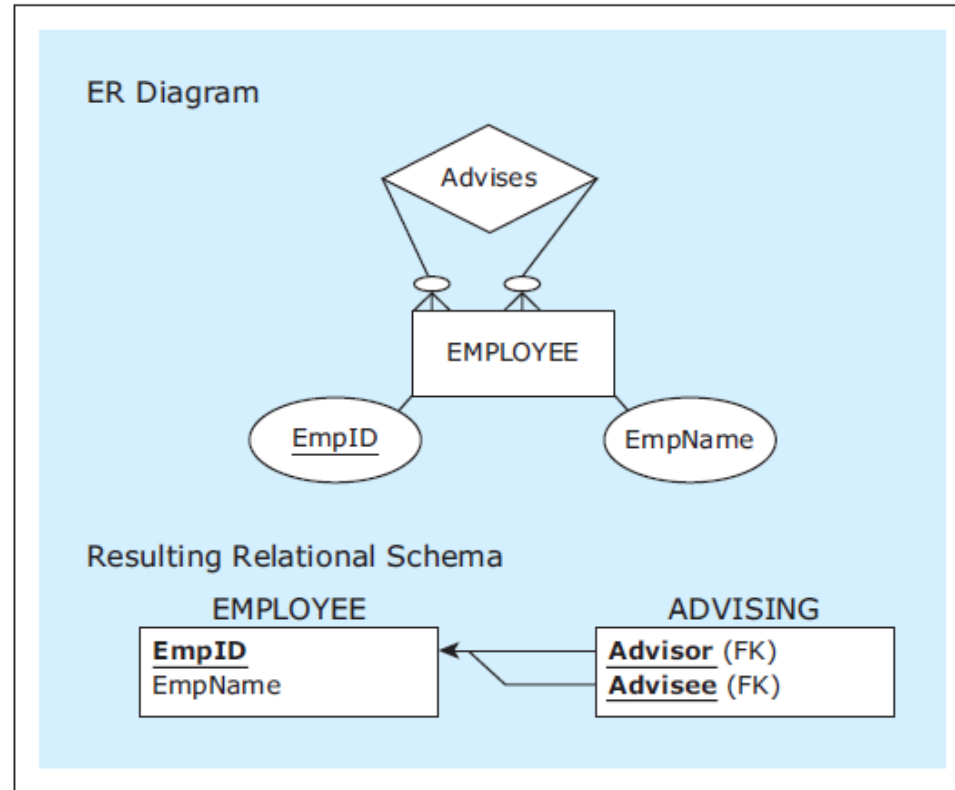 ER Diagram
Advises
EMPLOYEE
EmpID
EmpName
Resulting Relational Schema
EMPLOYEE
EmpID
EmpName
ADVISING
Advisor (FK)
Advisee (FK)